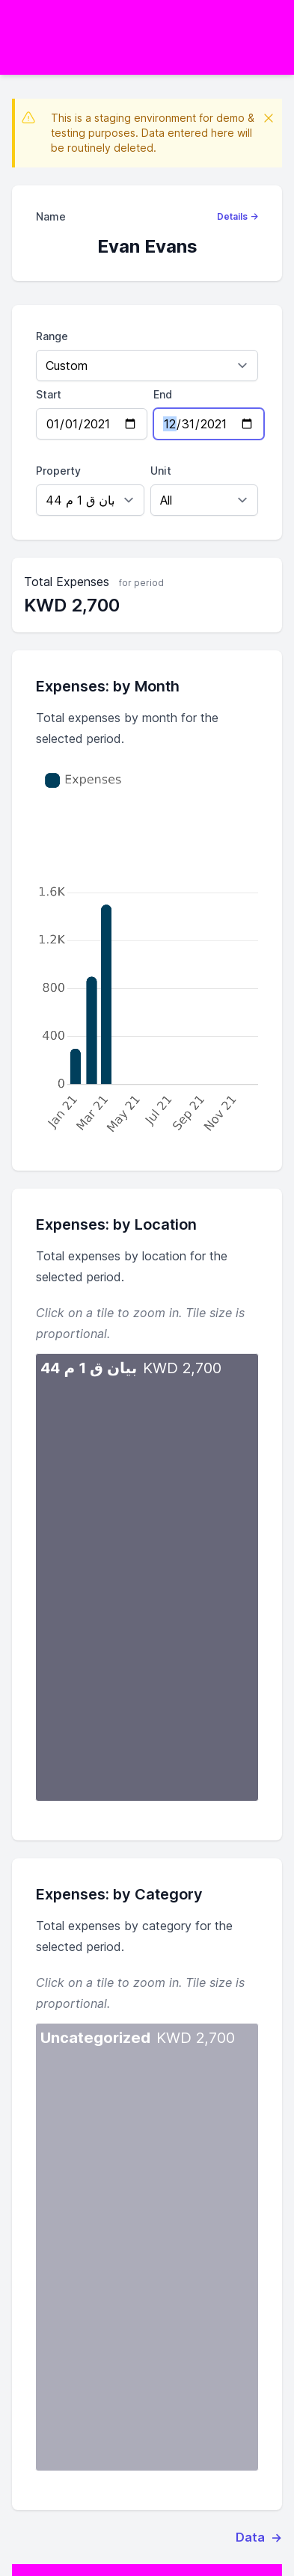 This is a staging environment for demo &
testing purposes. Data entered here will
be routinely deleted.
Name
Details →
Evan Evans
Range
Custom
Start
End
01/01/2021
12/31/2021
Property
Unit
44 بيان ق 1 م
All
Total Expenses for period
KWD 2,700
Expenses: by Month
Total expenses by month for the
selected period.
Expenses
1.6K
1.2K
800
400
0
Jan 21
Mar 21
May 21
Jul 21
Sep 21
Nov 21
Expenses: by Location
Total expenses by location for the
selected period.
Click on a tile to zoom in. Tile size is
proportional.
44 بيان ق 1 م KWD 2,700
Expenses: by Category
Total expenses by category for the
selected period.
Click on a tile to zoom in. Tile size is
proportional.
Uncategorized KWD 2,700
Data →